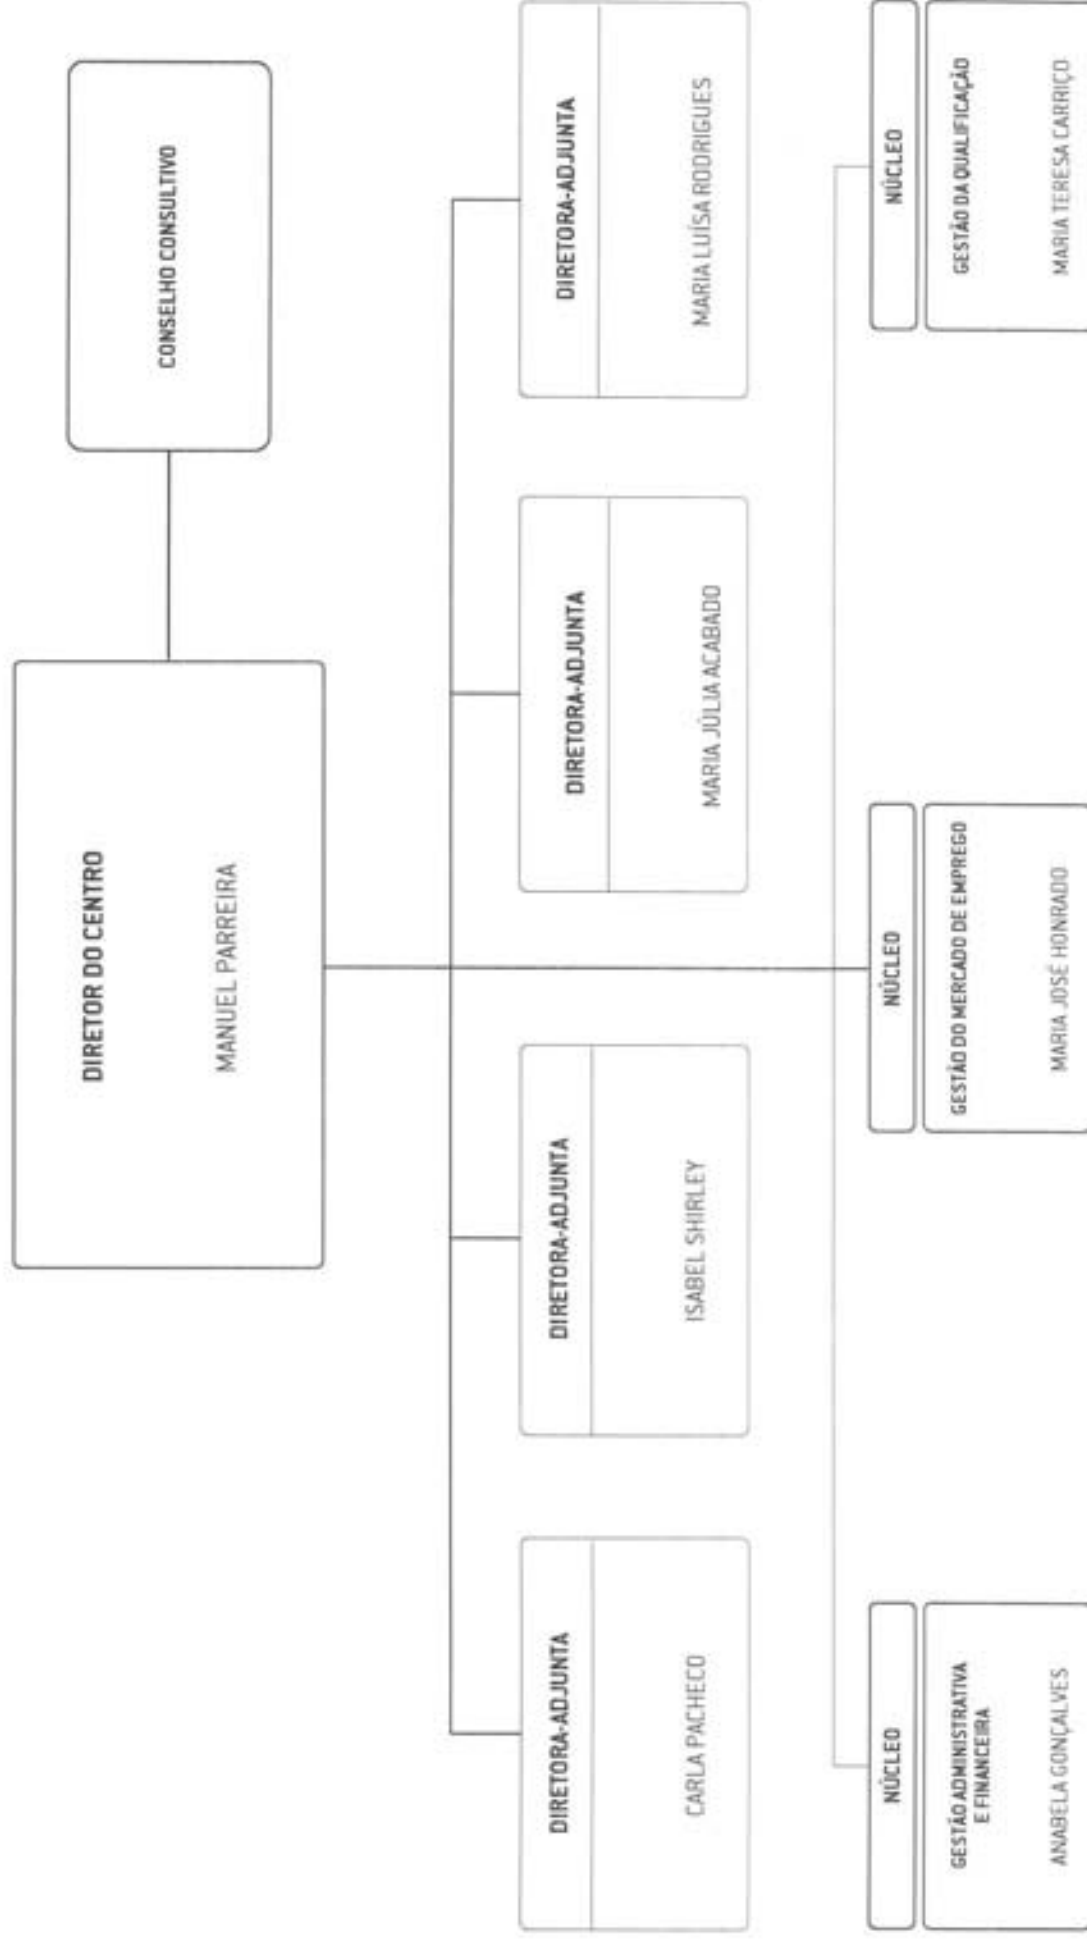 CONSELHO CONSULTIVO
DIRETOR DO CENTRO
MANUEL PARREIRA
DIRETORA-ADJUNTA
CARLA PACHECO
DIRETORA-ADJUNTA
ISABEL SHIRLEY
DIRETORA-ADJUNTA
MARIA JÚLIA ACABADO
DIRETORA-ADJUNTA
MARIA LUÍSA RODRIGUES
NÚCLEO
GESTÃO ADMINISTRATIVA
E FINANCEIRA
ANABELA GONÇALVES
NÚCLEO
GESTÃO DO MERCADO DE EMPREGO
MARIA JOSÉ HONRADO
NÚCLEO
GESTÃO DA QUALIFICAÇÃO
MARIA TERESA CARRIÇO